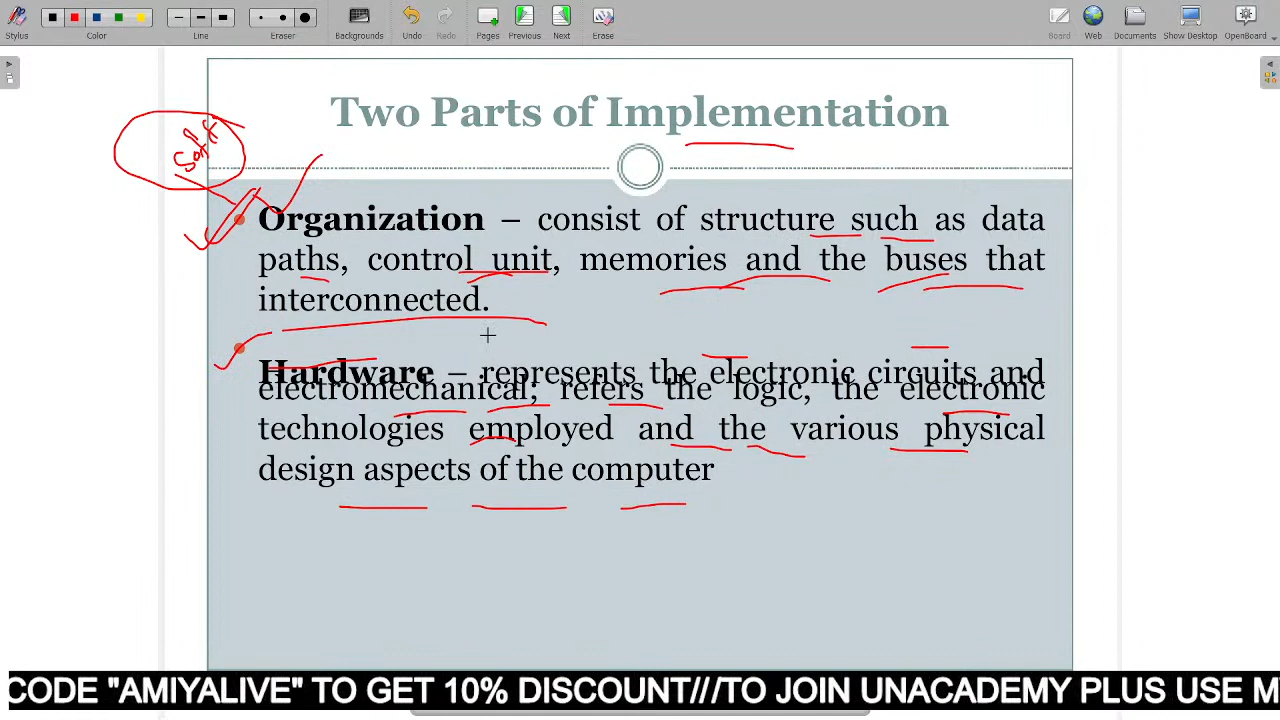 Stylus Color Line Eraser Backgrounds Undo Redo Pages Previous Next Erase Board Web Documents Show Desktop OpenBoard
Two Parts of Implementation
Soft
Organization – consist of structure such as data
paths, control unit, memories and the buses that
interconnected.
Hardware – represents the electronic circuits and
electromechanical; refers the logic, the electronic
technologies employed and the various physical
design aspects of the computer
CODE "AMIYALIVE" TO GET 10% DISCOUNT///TO JOIN UNACADEMY PLUS USE M